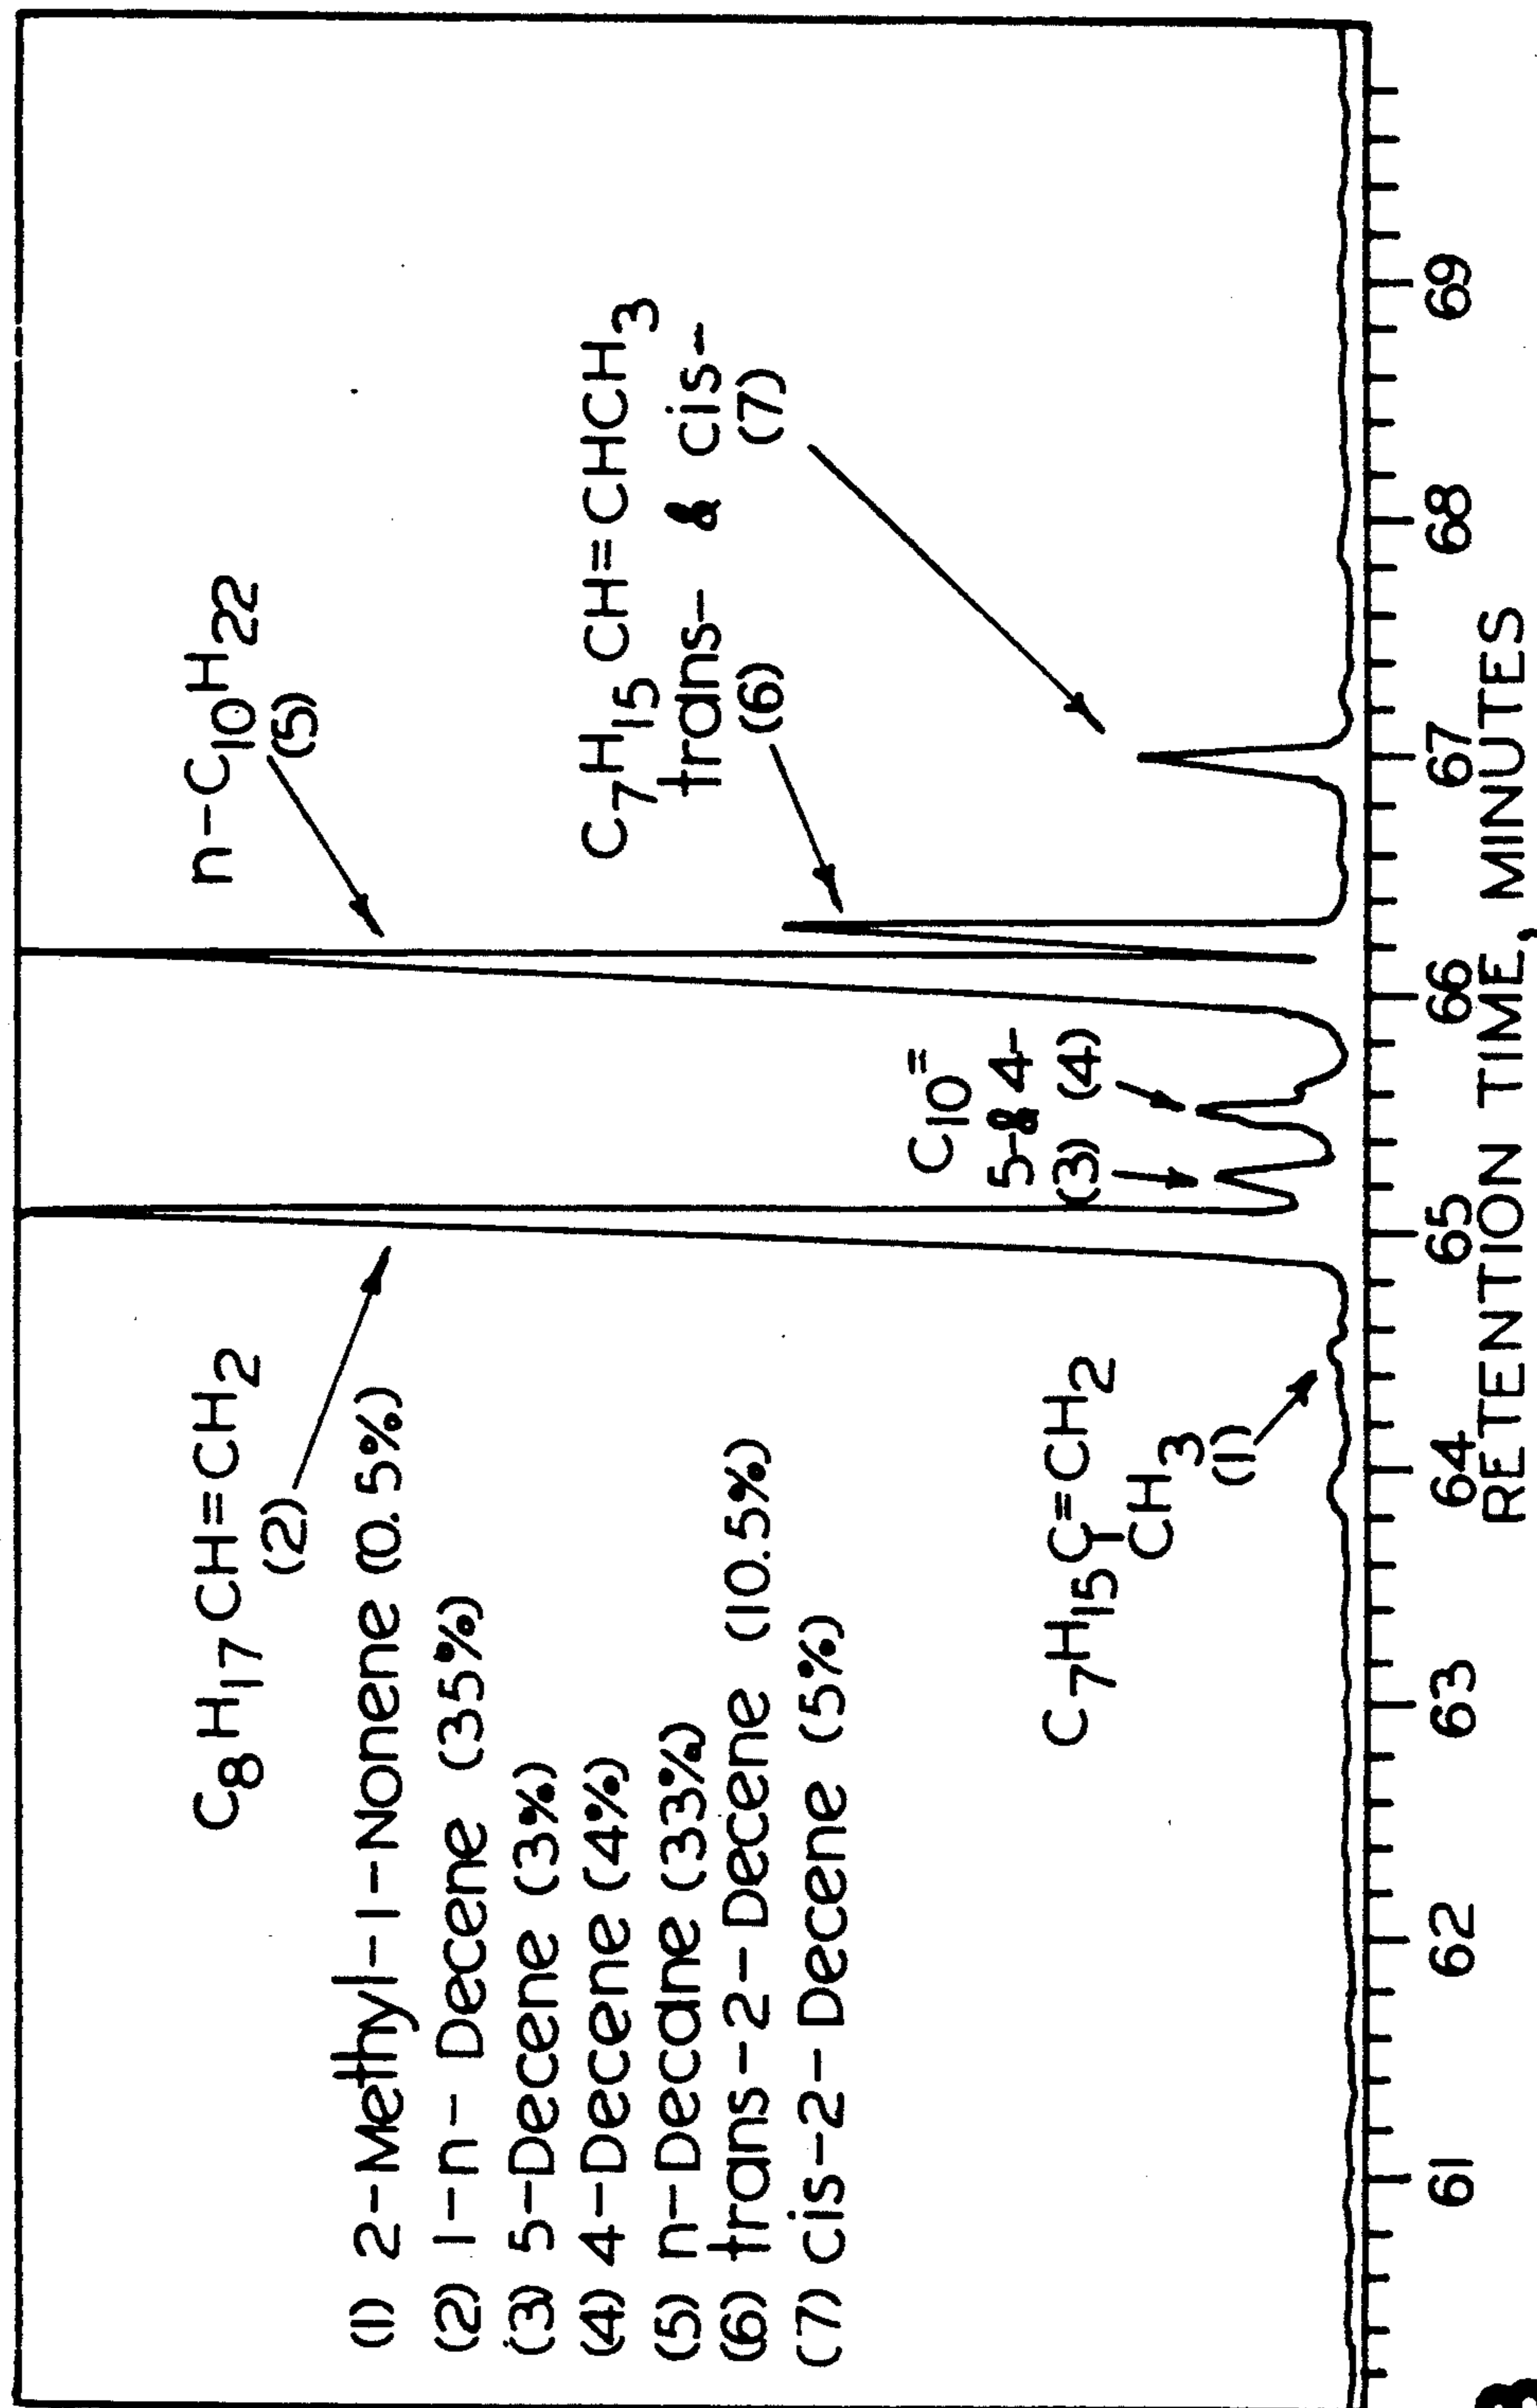 C8H17CH=CH2
(2)
n-C10H22
(5)
(1) 2-Methyl-1-Nonene (0.5%)
(2) 1-n-Decene (35%)
(3) 5-Decene (3%)
(4) 4-Decene (4%)
(5) n-Decane (33%)
(6) trans-2-Decene (10.5%)
(7) cis-2-Decene (5%)
C7H15CH=CHCH3
trans- & cis-
(6) (7)
C10=
5-&4-
(3) (4)
C7H15C=CH2
CH3
(1)
61 62 63 64 65 66 67 68 69
RETENTION TIME, MINUTES